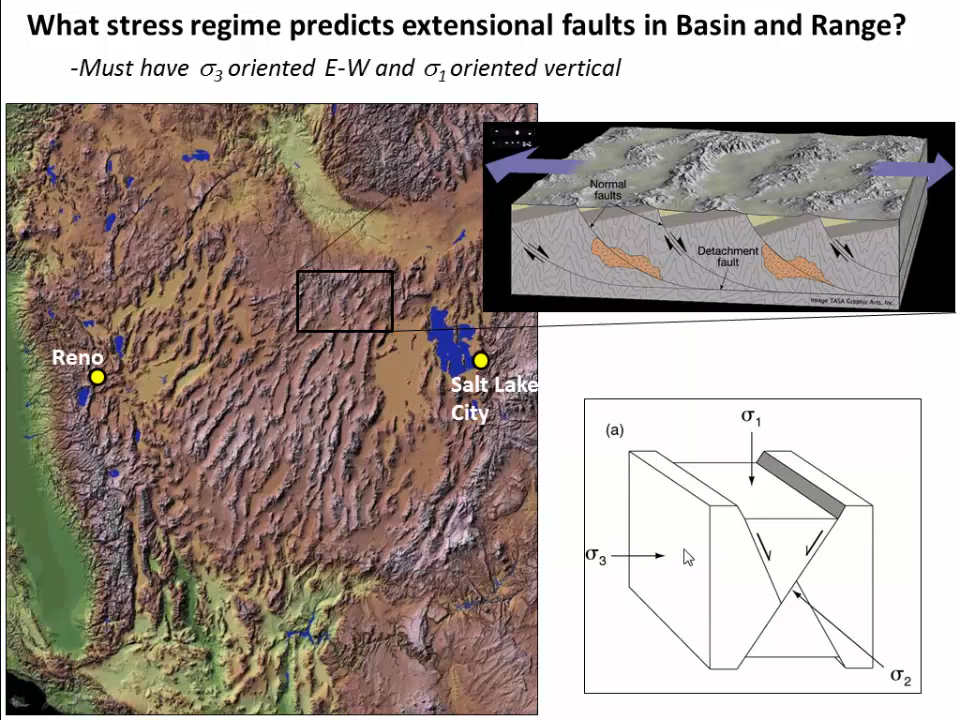 What stress regime predicts extensional faults in Basin and Range?
-Must have σ3 oriented E-W and σ1 oriented vertical
Normal
faults
Detachment
fault
Image TASA Graphic Arts, Inc.
Reno
Salt Lake
City
(a)
σ1
σ3
σ2